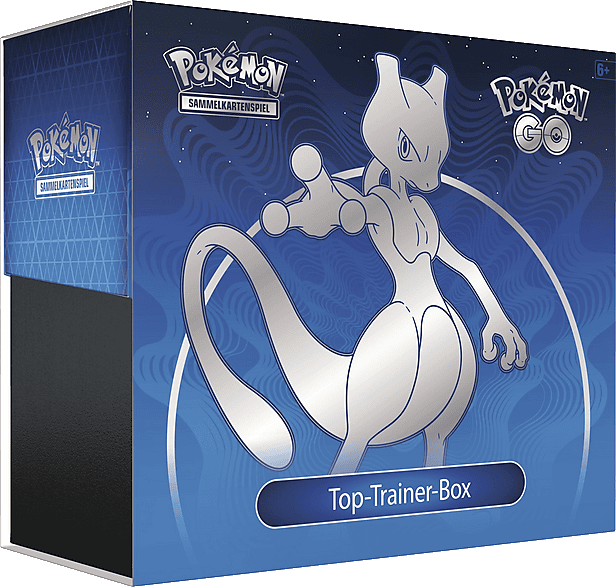 POKéMON
SAMMELKARTENSPIEL
POKéMON
SAMMELKARTENSPIEL
6+
POKéMON
GO
Top-Trainer-Box